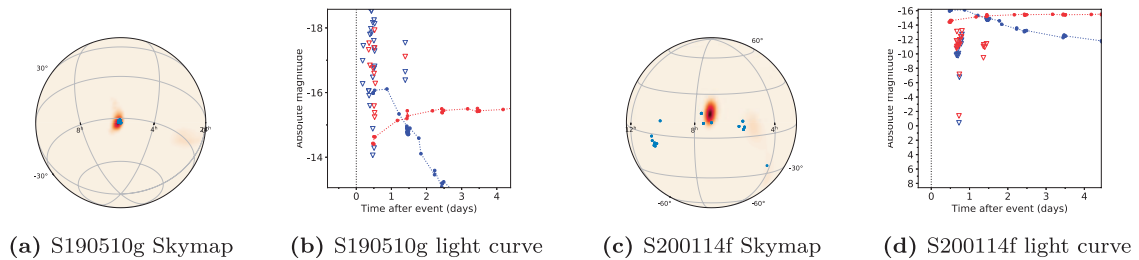 30°
8h
4h
20h
-30°
-18
-16
-14
Absolute magnitude
0
1
2
3
4
Time after event (days)
12h
8h
4h
-30°
-60°
-60°
-16
-14
-12
-10
-8
-6
-4
-2
0
2
4
6
8
Absolute magnitude
0
1
2
3
4
Time after event (days)
(a) S190510g Skymap
(b) S190510g light curve
(c) S200114f Skymap
(d) S200114f light curve